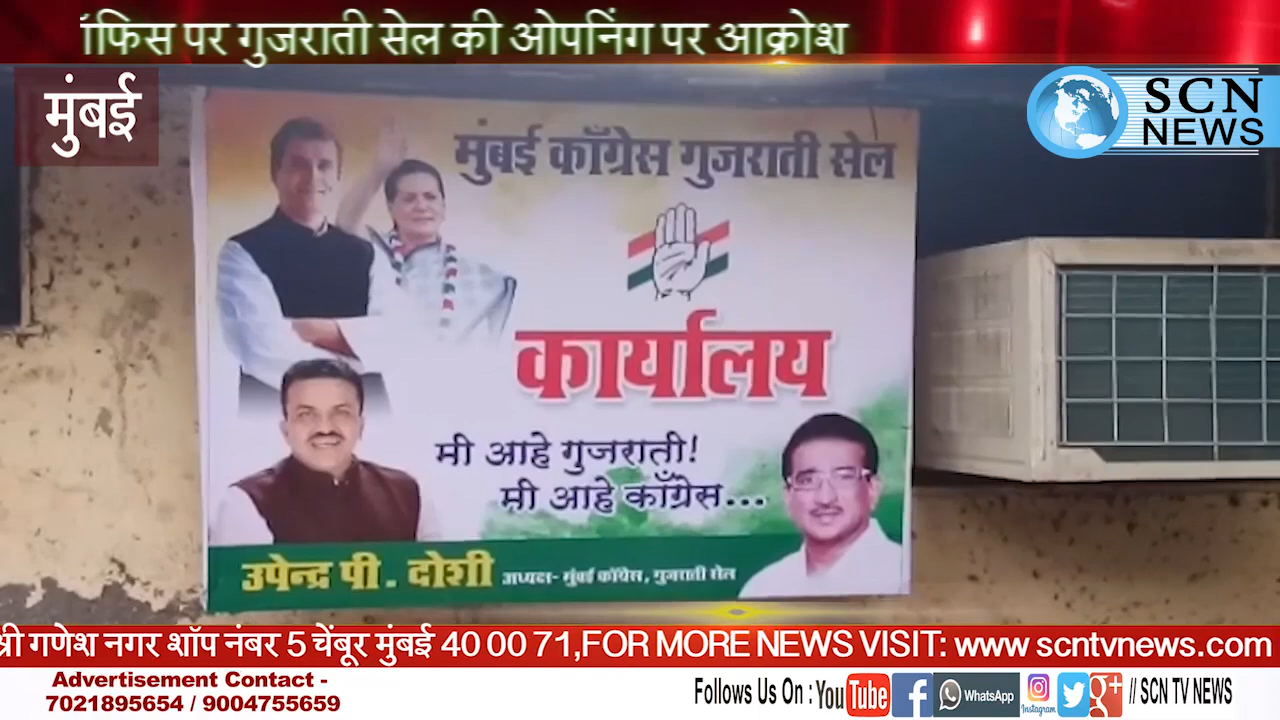 ॉफिस पर गुजराती सेल की ओपनिंग पर आक्रोश
मुंबई
SCN
NEWS
मुंबई काँग्रेस गुजराती सेल
कार्यालय
मी आहे गुजराती!
मी आहे काँग्रेस...
उपेन्द्र पी. दोशी अध्यक्ष- मुंबई काँग्रेस, गुजराती सेल
श्री गणेश नगर शॉप नंबर 5 चेंबूर मुंबई 40 00 71,FOR MORE NEWS VISIT: www scntvnews.com
Advertisement Contact -
7021895654 / 9004755659
Follows Us On : You Tube f WhatsApp Instagram g+ // SCN TV NEWS